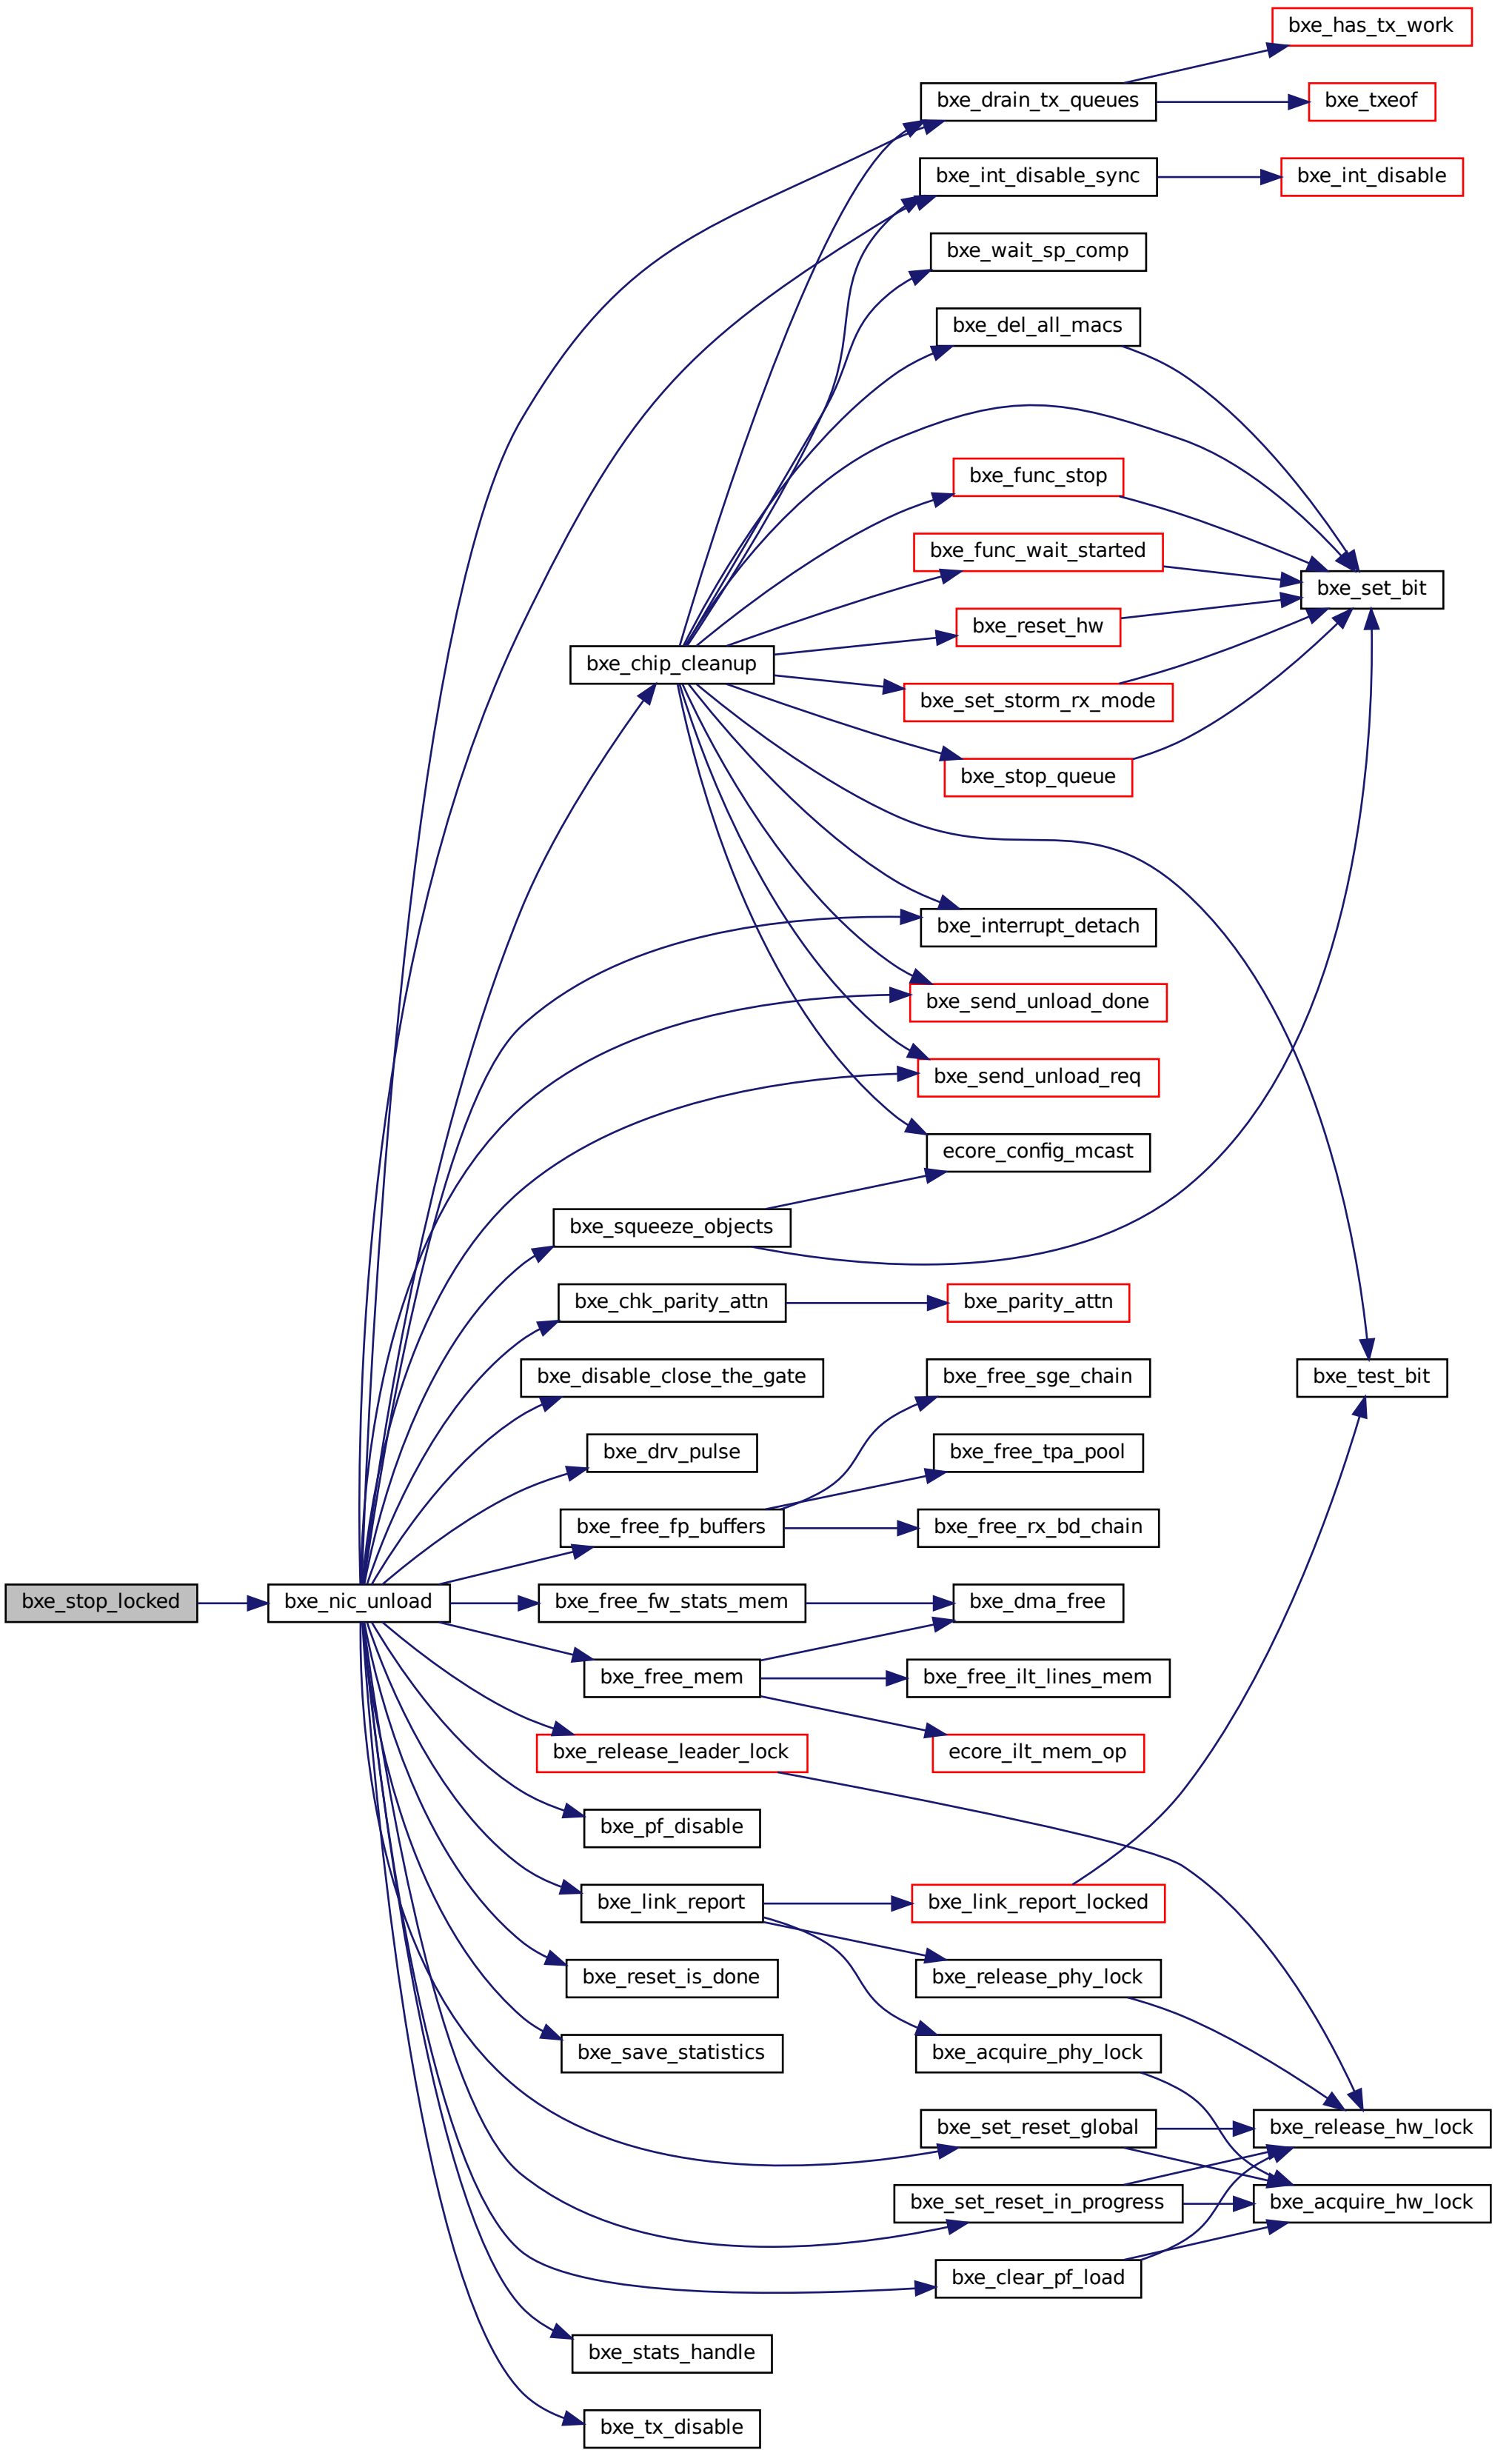 bxe_has_tx_work
bxe_drain_tx_queues
bxe_txeof
bxe_int_disable_sync
bxe_int_disable
bxe_wait_sp_comp
bxe_del_all_macs
bxe_func_stop
bxe_func_wait_started
bxe_set_bit
bxe_reset_hw
bxe_chip_cleanup
bxe_set_storm_rx_mode
bxe_stop_queue
bxe_interrupt_detach
bxe_send_unload_done
bxe_send_unload_req
ecore_config_mcast
bxe_squeeze_objects
bxe_chk_parity_attn
bxe_parity_attn
bxe_disable_close_the_gate
bxe_free_sge_chain
bxe_test_bit
bxe_drv_pulse
bxe_free_tpa_pool
bxe_free_fp_buffers
bxe_free_rx_bd_chain
bxe_stop_locked
bxe_nic_unload
bxe_free_fw_stats_mem
bxe_dma_free
bxe_free_mem
bxe_free_ilt_lines_mem
bxe_release_leader_lock
ecore_ilt_mem_op
bxe_pf_disable
bxe_link_report
bxe_link_report_locked
bxe_reset_is_done
bxe_release_phy_lock
bxe_save_statistics
bxe_acquire_phy_lock
bxe_set_reset_global
bxe_release_hw_lock
bxe_set_reset_in_progress
bxe_acquire_hw_lock
bxe_clear_pf_load
bxe_stats_handle
bxe_tx_disable